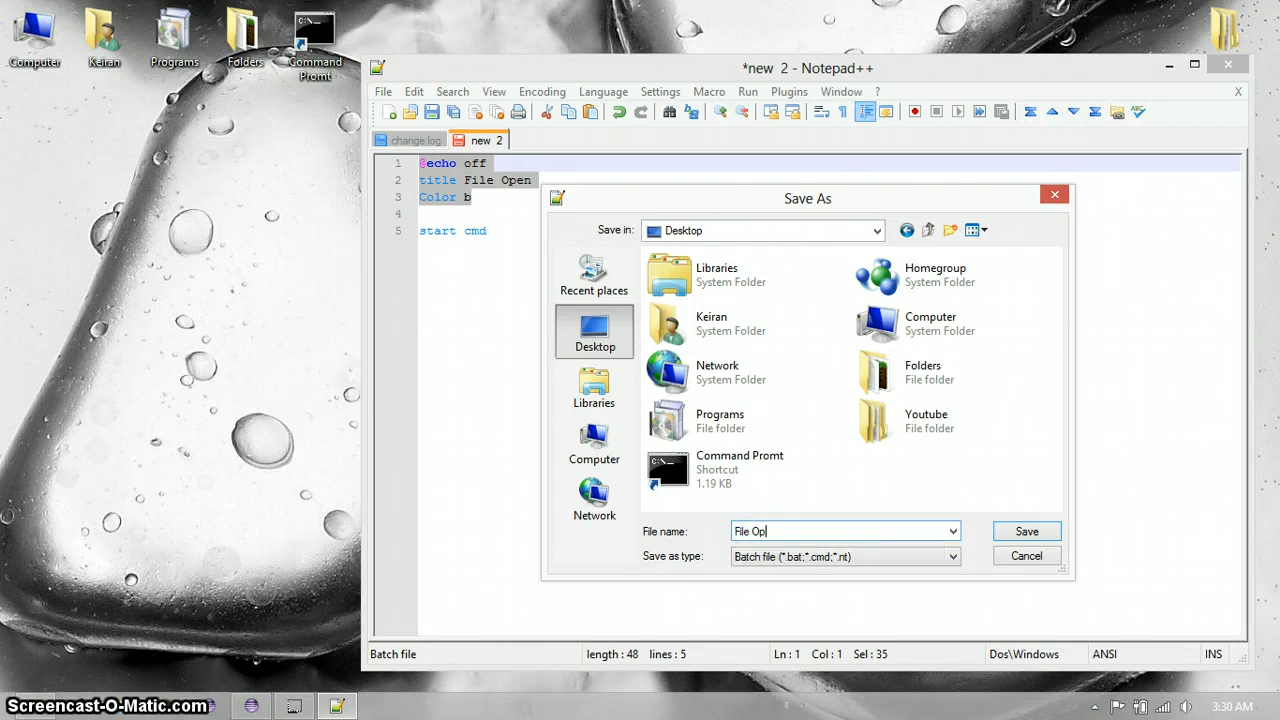 Computer
Keiran
Programs
Folders
Command Promt
*new 2 - Notepad++
File Edit Search View Encoding Language Settings Macro Run Plugins Window ? X
change.log new 2
1 @echo off
2 title File Open
3 Color b
4
5 start cmd
Save As
Save in: Desktop
Recent places
Desktop
Libraries
Computer
Network
Libraries
System Folder
Homegroup
System Folder
Keiran
System Folder
Computer
System Folder
Network
System Folder
Folders
File folder
Programs
File folder
Youtube
File folder
Command Promt
Shortcut
1.19 KB
File name: File Op Save
Save as type: Batch file (*.bat;*.cmd;*.nt) Cancel
Batch file length : 48 lines : 5 Ln : 1 Col : 1 Sel : 35 Dos\Windows ANSI INS
Screencast-O-Matic.com
3:30 AM